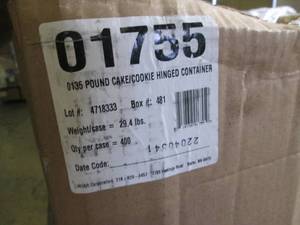 01755
0135 POUND CAKE/COOKIE HINGED CONTAINER
Lot #: 4718333 Box #: 481
Weight/case = 29.4 lbs.
Qty per case = 400
Date Code: